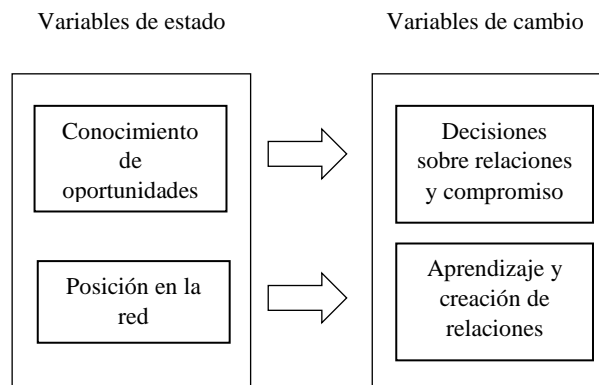 Variables de estado
Variables de cambio
Conocimiento
de
oportunidades
Decisiones
sobre relaciones
y compromiso
Posición en la
red
Aprendizaje y
creación de
relaciones